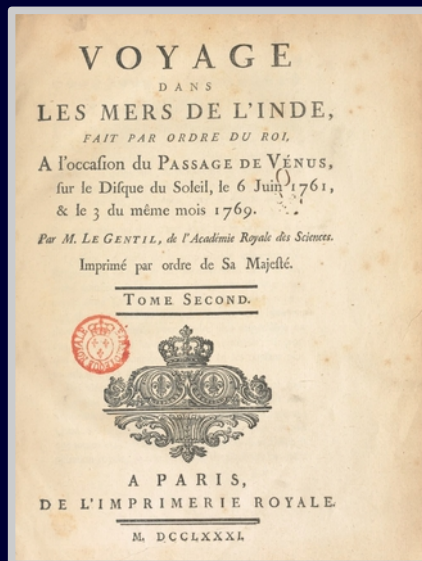 VOYAGE
DANS
LES MERS DE L'INDE,
FAIT PAR ORDRE DU ROI,
A l'occasion du PASSAGE DE VÉNUS,
sur le Disque du Soleil, le 6 Juin 1761,
& le 3 du même mois 1769.
Par M. LE GENTIL, de l'Académie Royale des Sciences.
Imprimé par ordre de Sa Majesté.
TOME SECOND.
A PARIS,
DE L'IMPRIMERIE ROYALE.
M. DCCLXXXI.